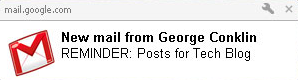 mail.google.com
New mail from George Conklin
REMINDER: Posts for Tech Blog